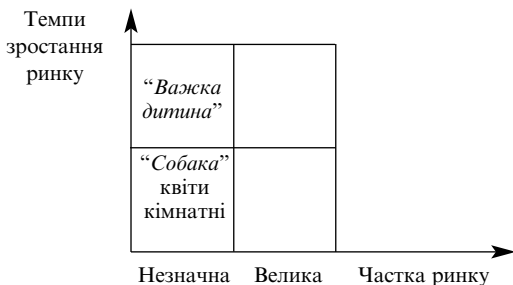 Темпи
зростання
ринку
“Важка
дитина”
“Собака”
квіти
кімнатні
Незначна Велика Частка ринку